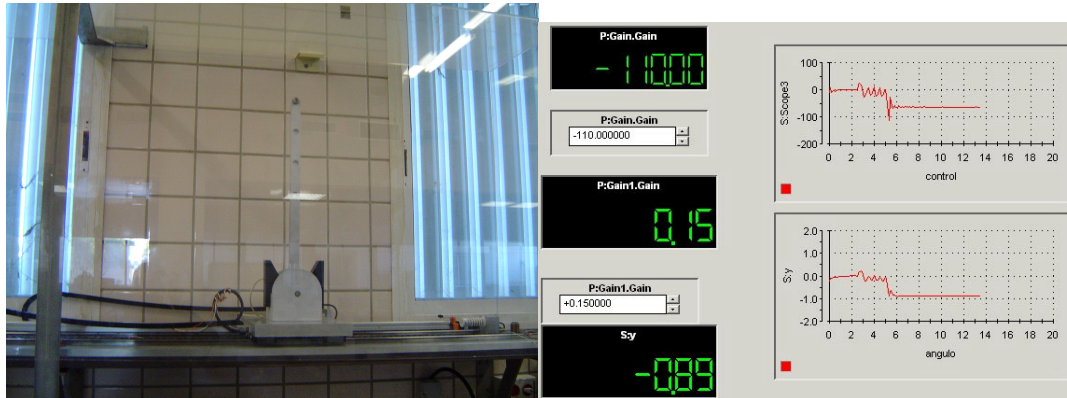 P:Gain.Gain
-110.00
P:Gain.Gain
-110.000000
P:Gain1.Gain
0.15
P:Gain1.Gain
+0.150000
S:y
-0.89
S:Scope3
100
0
-100
-200
0 2 4 6 8 10 12 14 16 18 20
control
S:y
2.0
1.0
0.0
-1.0
-2.0
0 2 4 6 8 10 12 14 16 18 20
angulo